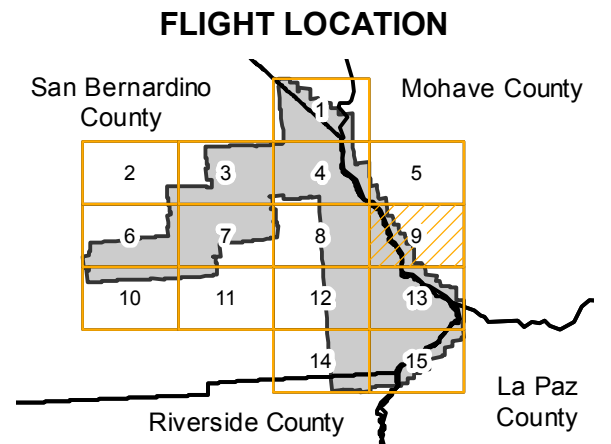 FLIGHT LOCATION
San Bernardino
County
Mohave County
1
2
3
4
5
6
7
8
9
10
11
12
13
14
15
La Paz
County
Riverside County